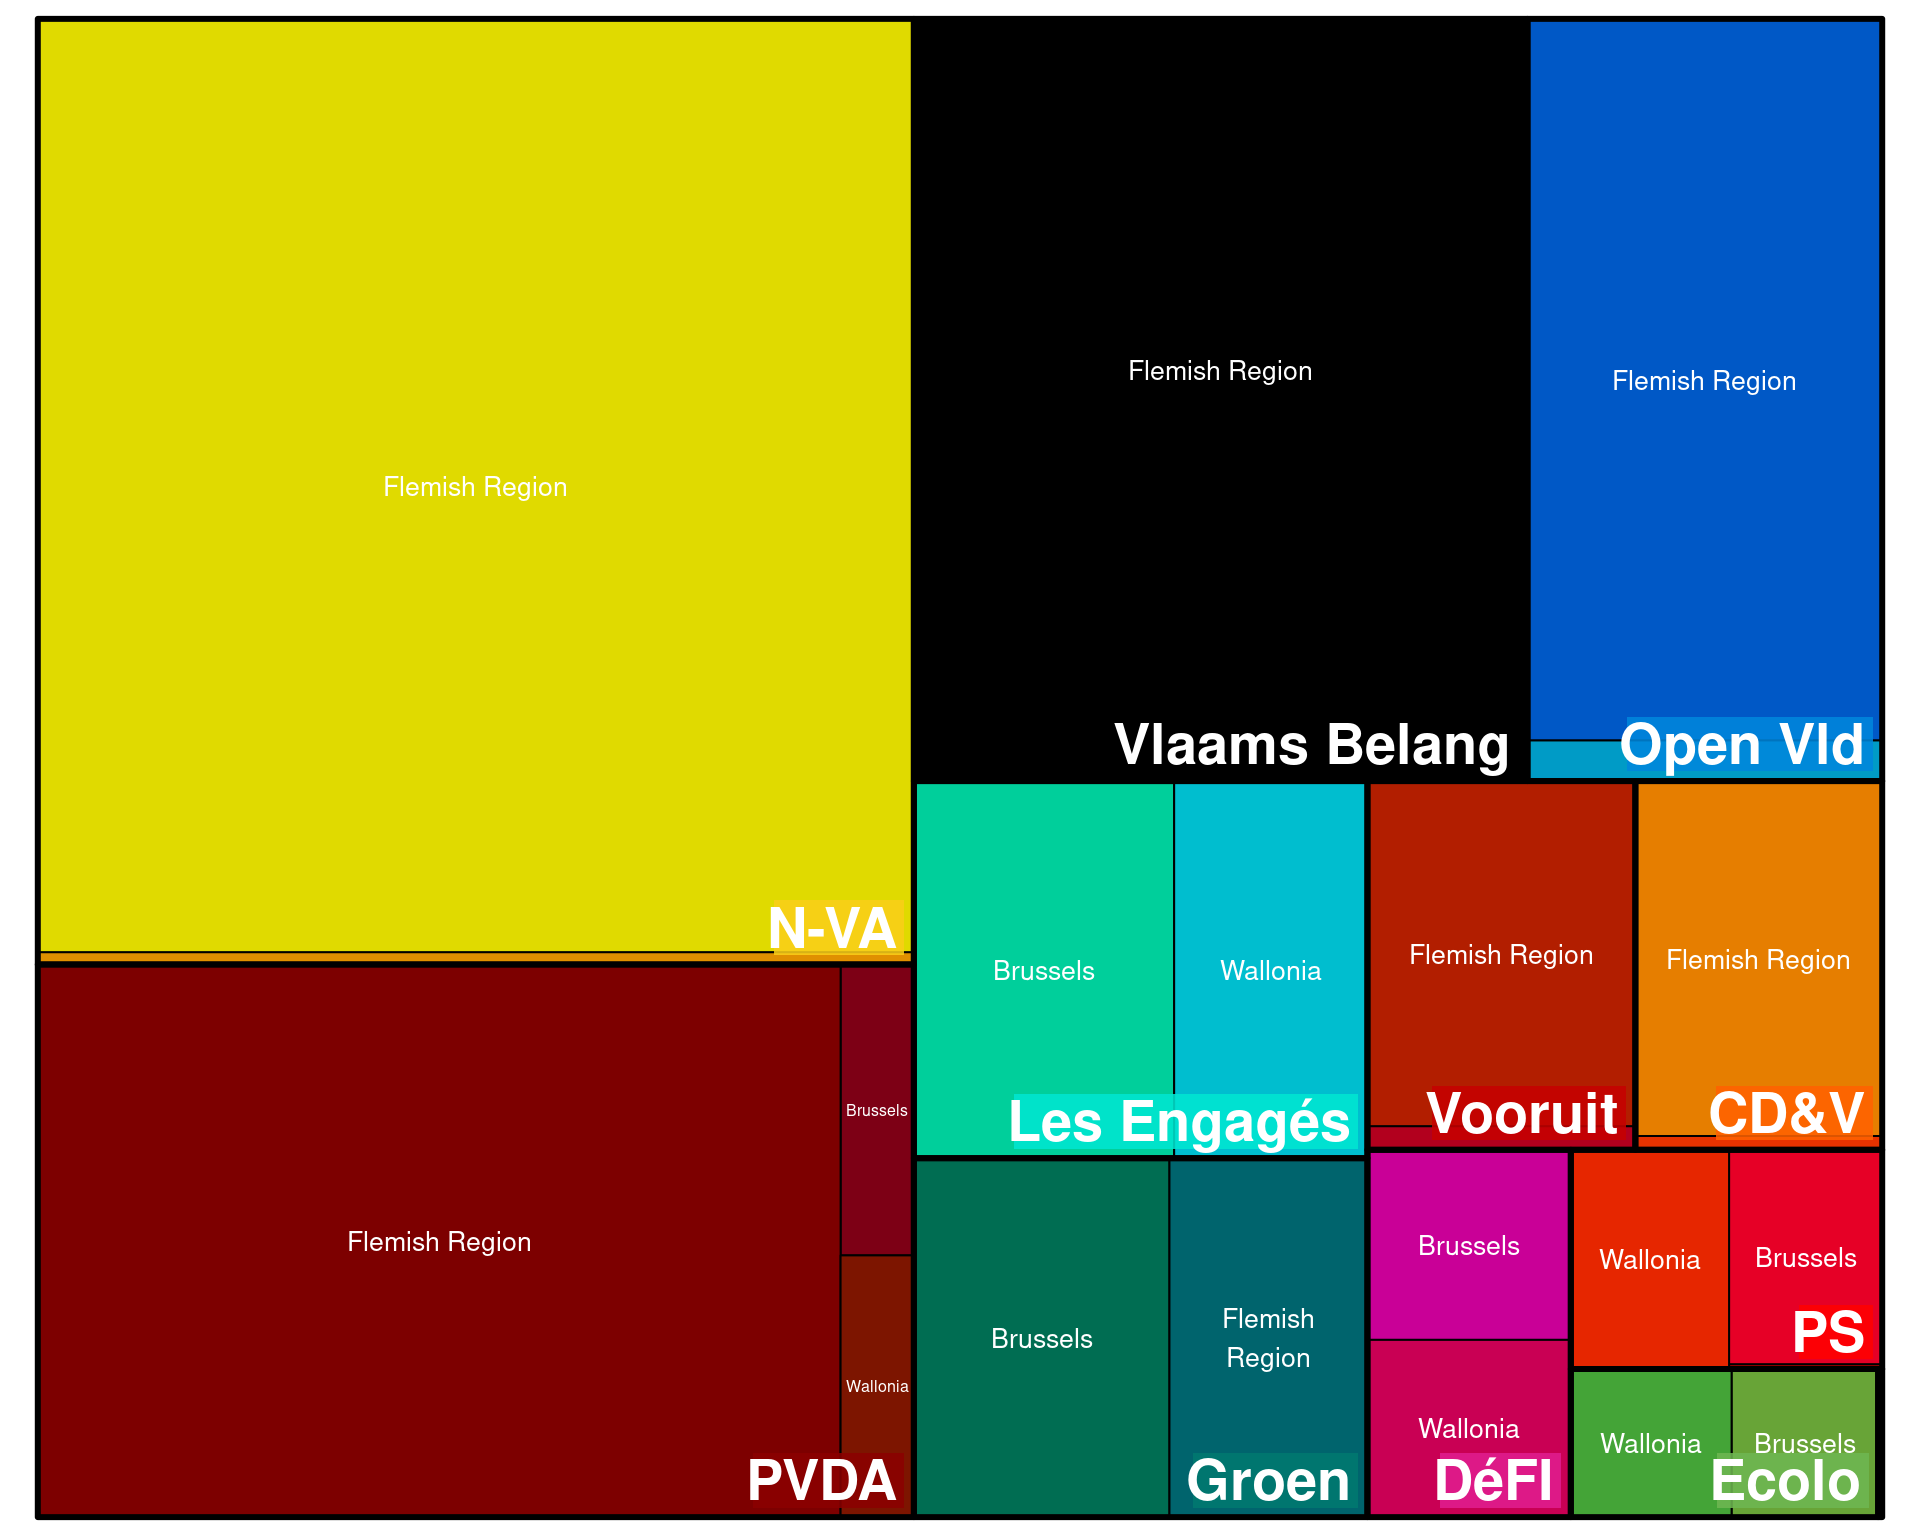 Flemish Region
N-VA
Flemish Region
Vlaams Belang
Flemish Region
Open Vld
Flemish Region
Brussels
Wallonia
PVDA
Brussels
Wallonia
Les Engagés
Flemish Region
Vooruit
Flemish Region
CD&V
Brussels
Flemish
Region
Groen
Brussels
Wallonia
DéFI
Wallonia
Brussels
PS
Wallonia
Brussels
Ecolo